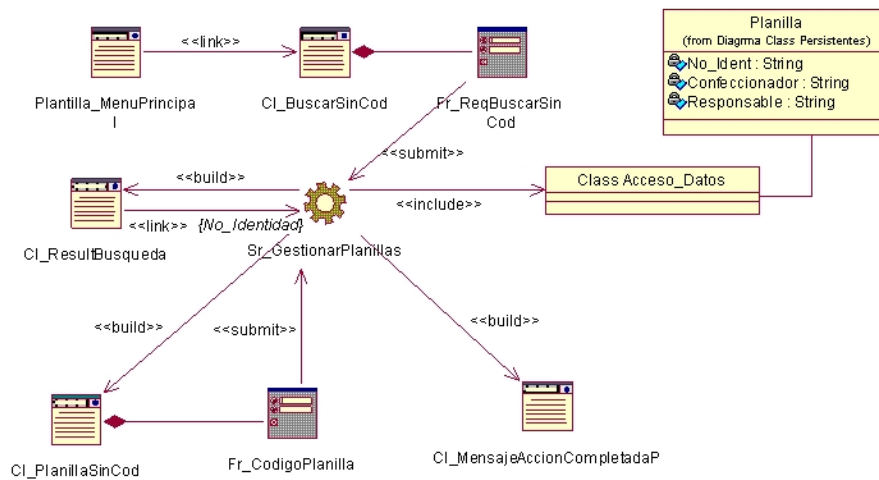 Planilla
(from Diagrma Class Persistentes)
No_Ident : String
Confeccionador : String
Responsable : String
<<link>>
Plantilla_MenuPrincipa
l
Cl_BuscarSinCod
Fr_ReqBuscarSin
Cod
<<submit>>
<<build>>
Class Acceso_Datos
<<include>>
<<link>>
{No_Identidad}
Cl_ResultBusqueda
Sr_GestionarPlanillas
<<build>>
<<submit>>
<<build>>
Cl_PlanillaSinCod
Fr_CodigoPlanilla
Cl_MensajeAccionCompletadaP